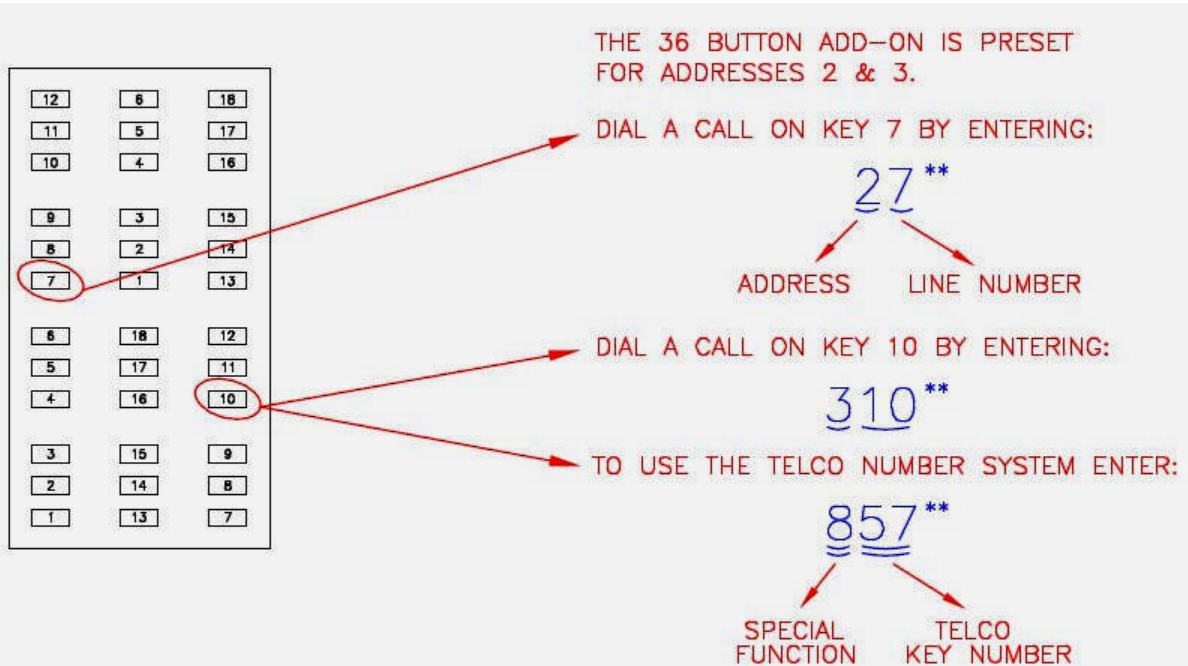 THE 36 BUTTON ADD-ON IS PRESET
FOR ADDRESSES 2 & 3.
12 6 18
11 5 17
10 4 16
9 3 15
8 2 14
7 1 13
6 18 12
5 17 11
4 16 10
3 15 9
2 14 8
1 13 7
DIAL A CALL ON KEY 7 BY ENTERING:
27**
ADDRESS LINE NUMBER
DIAL A CALL ON KEY 10 BY ENTERING:
310**
TO USE THE TELCO NUMBER SYSTEM ENTER:
857**
SPECIAL TELCO
FUNCTION KEY NUMBER